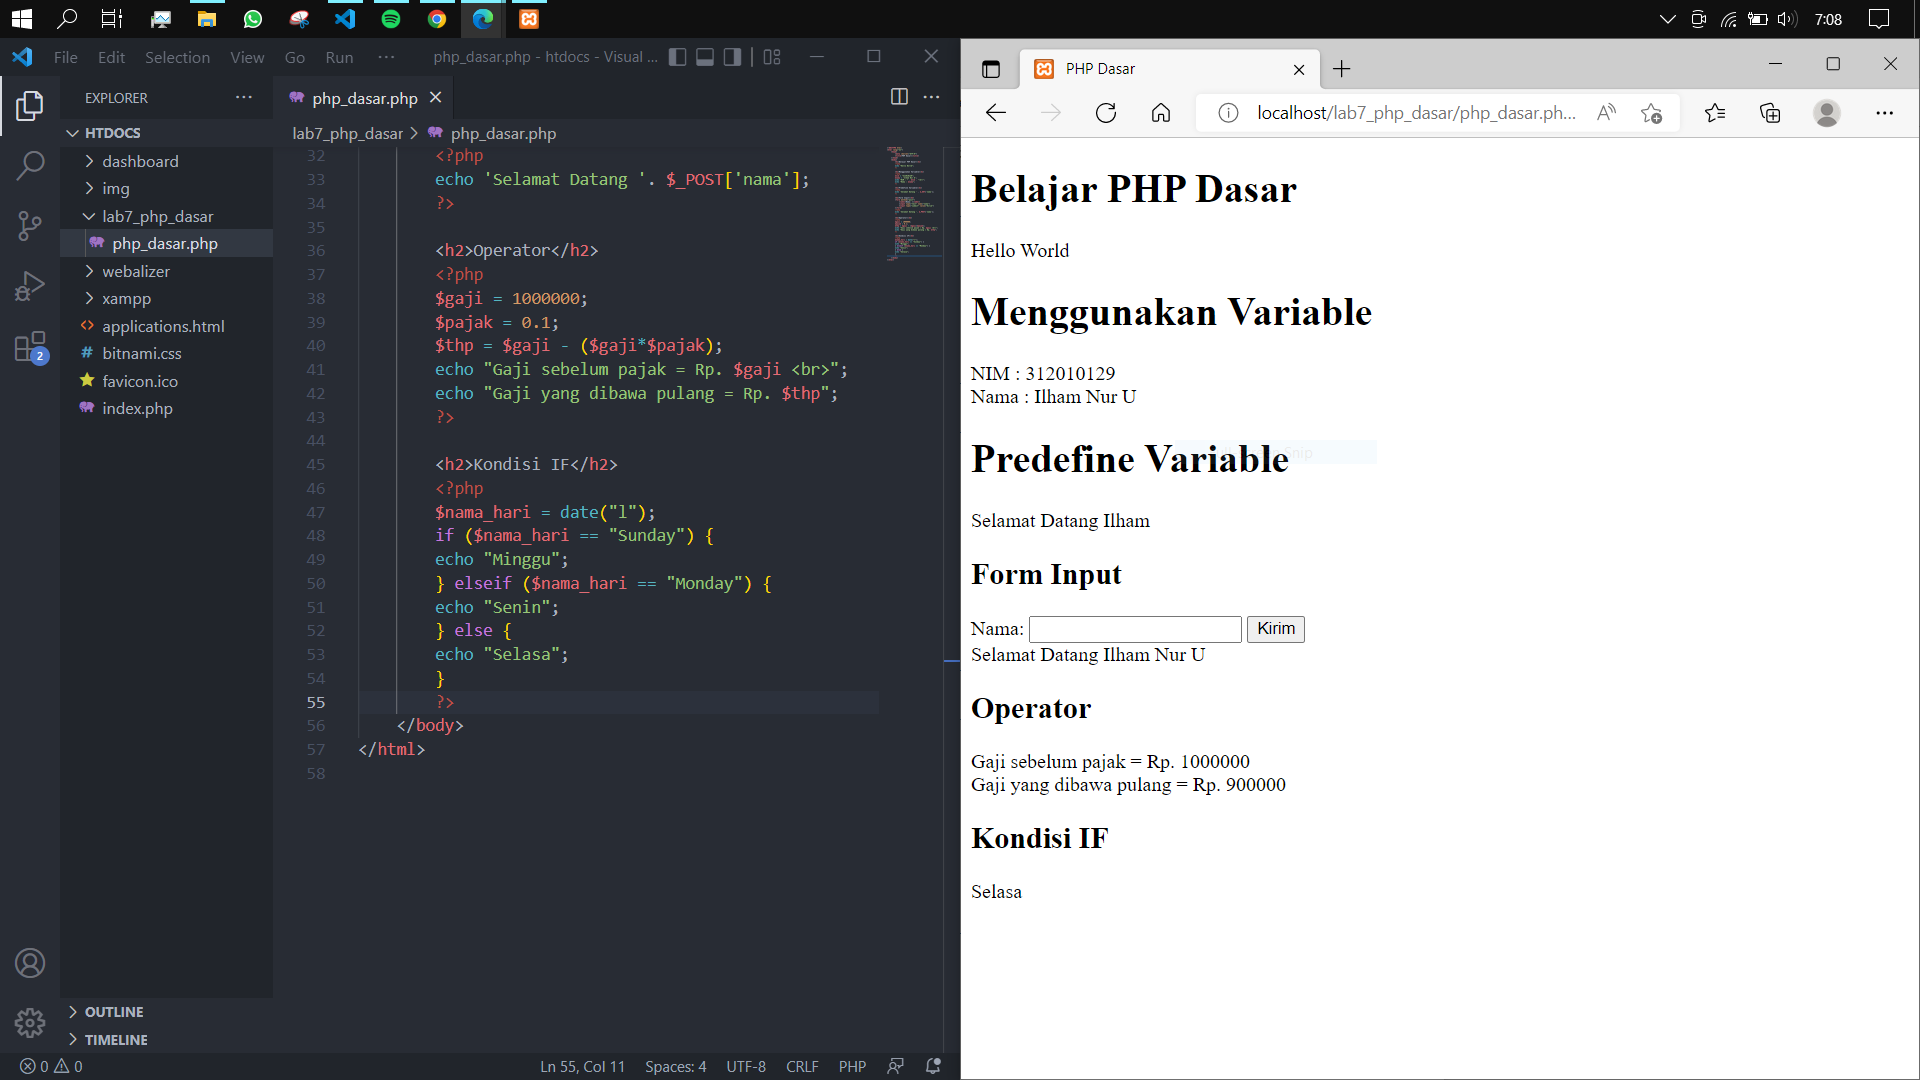 7:08
File Edit Selection View Go Run ··· php_dasar.php - htdocs - Visual ...
EXPLORER
HTDOCS
dashboard
img
lab7_php_dasar
php_dasar.php
webalizer
xampp
applications.html
bitnami.css
favicon.ico
index.php
2
OUTLINE
TIMELINE
php_dasar.php
lab7_php_dasar > php_dasar.php
32 <?php
33 echo 'Selamat Datang '. $_POST['nama'];
34 ?>
35
36 <h2>Operator</h2>
37 <?php
38 $gaji = 1000000;
39 $pajak = 0.1;
40 $thp = $gaji - ($gaji*$pajak);
41 echo "Gaji sebelum pajak = Rp. $gaji <br>";
42 echo "Gaji yang dibawa pulang = Rp. $thp";
43 ?>
44
45 <h2>Kondisi IF</h2>
46 <?php
47 $nama_hari = date("l");
48 if ($nama_hari == "Sunday") {
49 echo "Minggu";
50 } elseif ($nama_hari == "Monday") {
51 echo "Senin";
52 } else {
53 echo "Selasa";
54 }
55 ?>
56 </body>
57 </html>
58
0 0 Ln 55, Col 11 Spaces: 4 UTF-8 CRLF PHP
PHP Dasar
localhost/lab7_php_dasar/php_dasar.ph...
Belajar PHP Dasar
Hello World
Menggunakan Variable
NIM : 312010129
Nama : Ilham Nur U
Predefine Variable
Selamat Datang Ilham
Form Input
Nama: Kirim
Selamat Datang Ilham Nur U
Operator
Gaji sebelum pajak = Rp. 1000000
Gaji yang dibawa pulang = Rp. 900000
Kondisi IF
Selasa